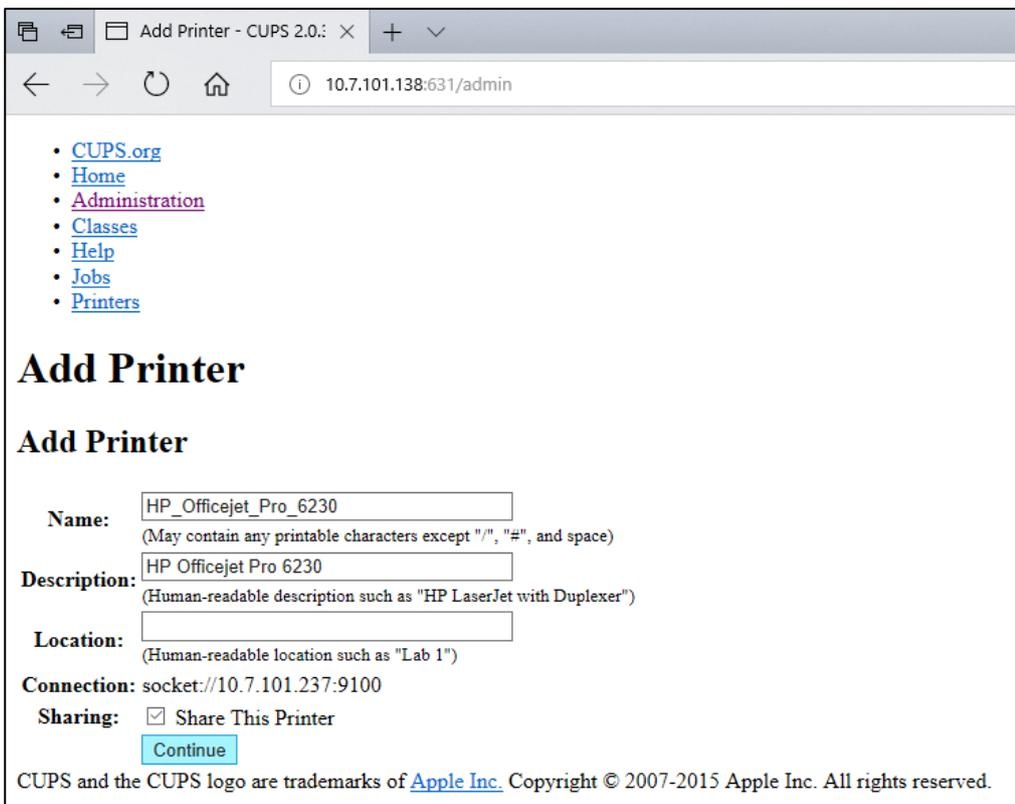 Add Printer - CUPS 2.0.:
10.7.101.138:631/admin
• CUPS.org
• Home
• Administration
• Classes
• Help
• Jobs
• Printers
Add Printer
Add Printer
Name: HP_Officejet_Pro_6230
(May contain any printable characters except "/", "#", and space)
Description: HP Officejet Pro 6230
(Human-readable description such as "HP LaserJet with Duplexer")
Location:
(Human-readable location such as "Lab 1")
Connection: socket://10.7.101.237:9100
Sharing: Share This Printer
Continue
CUPS and the CUPS logo are trademarks of Apple Inc. Copyright © 2007-2015 Apple Inc. All rights reserved.